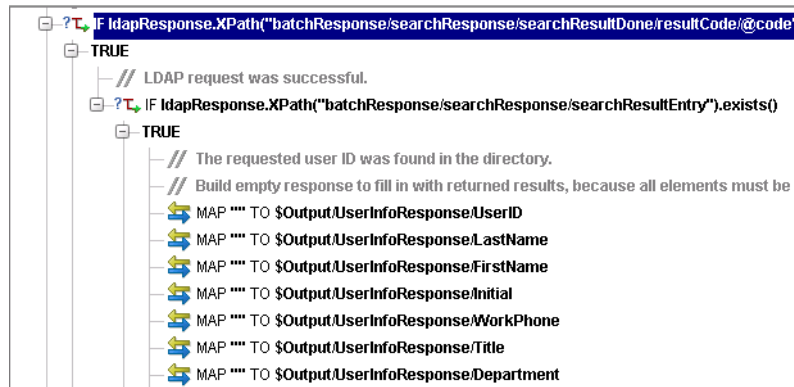 IF ldapResponse.XPath("batchResponse/searchResponse/searchResultDone/resultCode/@code"
TRUE
// LDAP request was successful.
IF ldapResponse.XPath("batchResponse/searchResponse/searchResultEntry").exists()
TRUE
// The requested user ID was found in the directory.
// Build empty response to fill in with returned results, because all elements must be
MAP "" TO $Output/UserInfoResponse/UserID
MAP "" TO $Output/UserInfoResponse/LastName
MAP "" TO $Output/UserInfoResponse/FirstName
MAP "" TO $Output/UserInfoResponse/Initial
MAP "" TO $Output/UserInfoResponse/WorkPhone
MAP "" TO $Output/UserInfoResponse/Title
MAP "" TO $Output/UserInfoResponse/Department